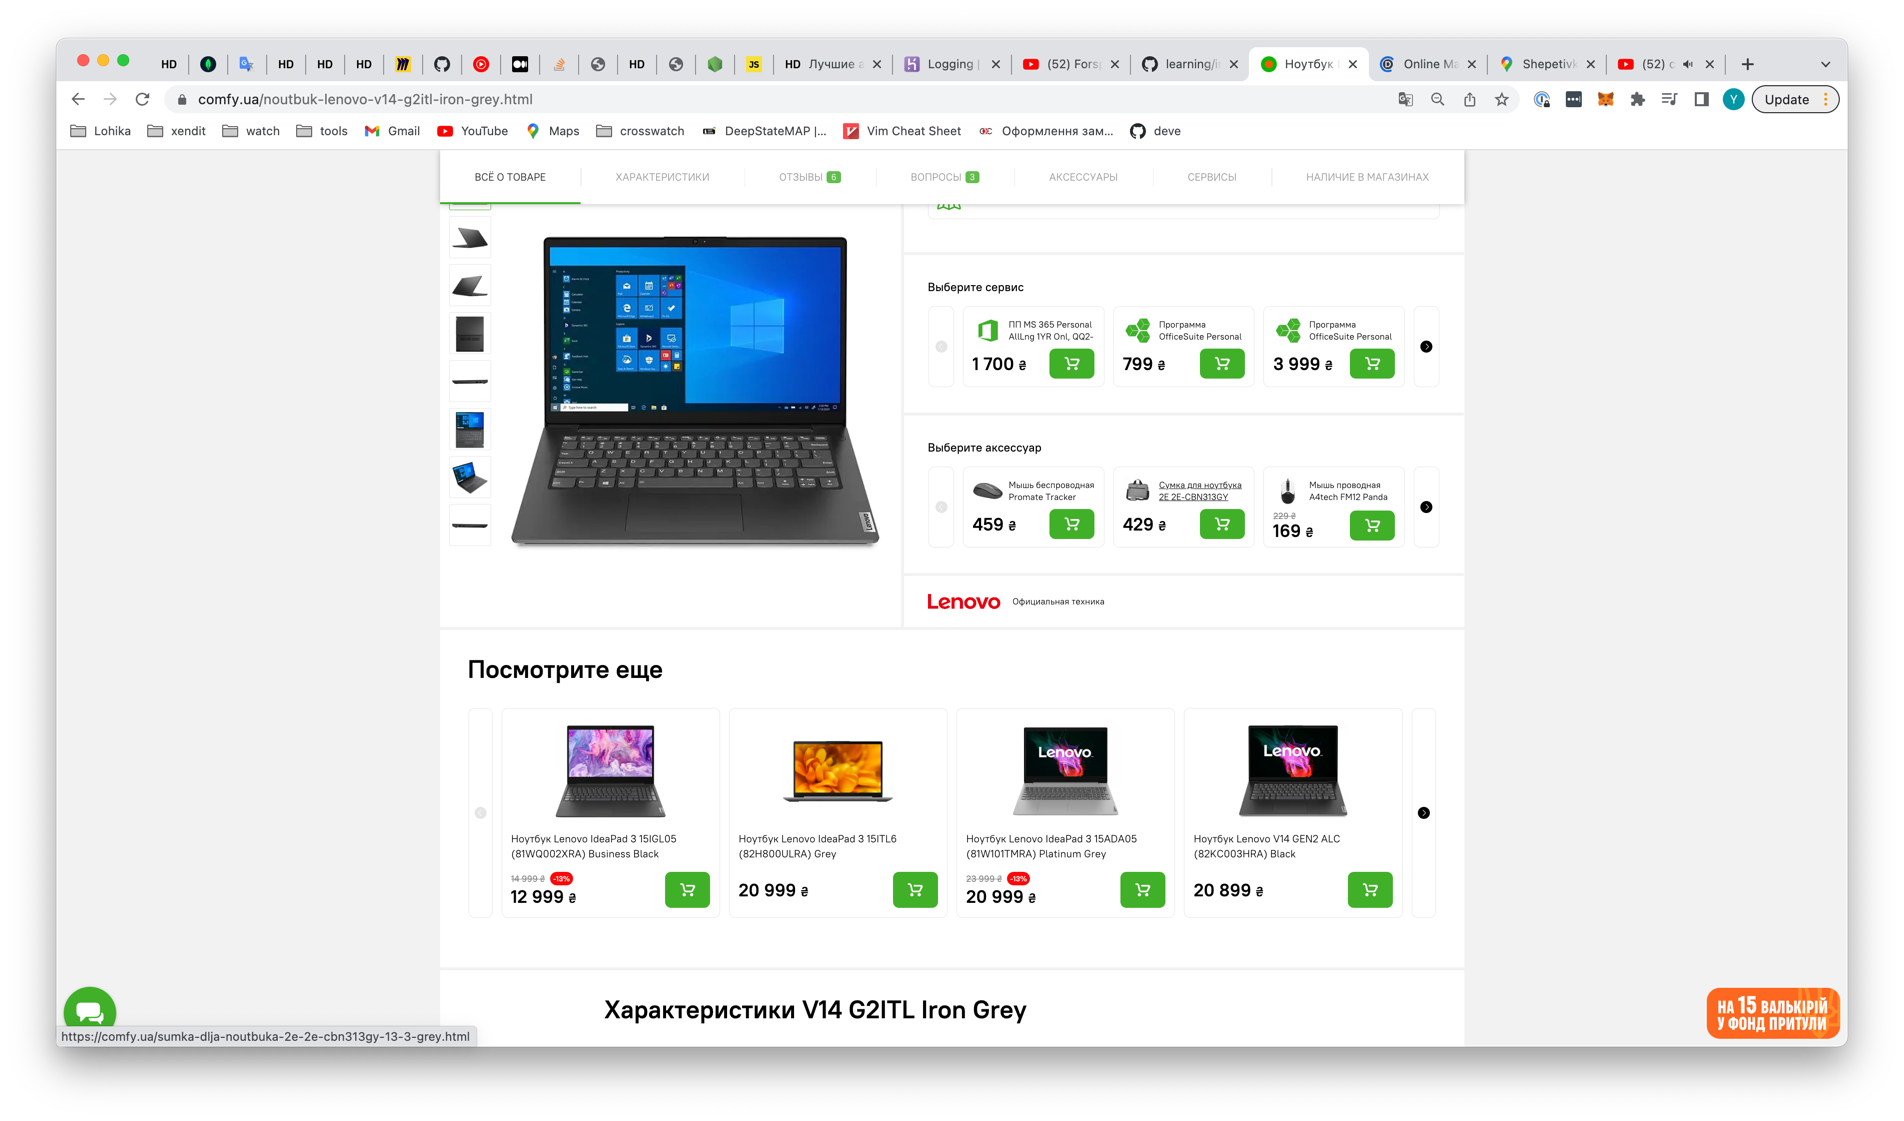 HD
HD
HD
HD
HD
JS
HD Лучшие а
Logging |
(52) Forsp
learning/i
Ноутбук
Online Ma
Shepetivk
(52) с
comfy.ua/noutbuk-lenovo-v14-g2itl-iron-grey.html
Y
Update
Lohika
xendit
watch
tools
Gmail
YouTube
Maps
crosswatch
DeepStateMAP |...
Vim Cheat Sheet
Оформлення зам...
deve
ВСЁ О ТОВАРЕ
ХАРАКТЕРИСТИКИ
ОТЗЫВЫ 6
ВОПРОСЫ 3
АКСЕССУАРЫ
СЕРВИСЫ
НАЛИЧИЕ В МАГАЗИНАХ
Выберите сервис
ПП MS 365 Personal
AllLng 1YR Onl, QQ2-
1 700 ₴
Программа
OfficeSuite Personal
799 ₴
Программа
OfficeSuite Personal
3 999 ₴
Выберите аксессуар
Мышь беспроводная
Promate Tracker
459 ₴
Сумка для ноутбука
2E 2E-CBN313GY
429 ₴
Мышь проводная
A4tech FM12 Panda
229 ₴
169 ₴
Lenovo
Lenovo
Официальная техника
Посмотрите еще
Lenovo
Lenovo
Ноутбук Lenovo IdeaPad 3 15IGL05
(81WQ002XRA) Business Black
14 999 ₴ -13%
12 999 ₴
Ноутбук Lenovo IdeaPad 3 15ITL6
(82H800ULRA) Grey
20 999 ₴
Ноутбук Lenovo IdeaPad 3 15ADA05
(81W101TMRA) Platinum Grey
23 999 ₴ -13%
20 999 ₴
Ноутбук Lenovo V14 GEN2 ALC
(82KC003HRA) Black
20 899 ₴
Характеристики V14 G2ITL Iron Grey
НА 15 ВАЛЬКІРІЙ
У ФОНД ПРИТУЛИ
https://comfy.ua/sumka-dlja-noutbuka-2e-2e-cbn313gy-13-3-grey.html